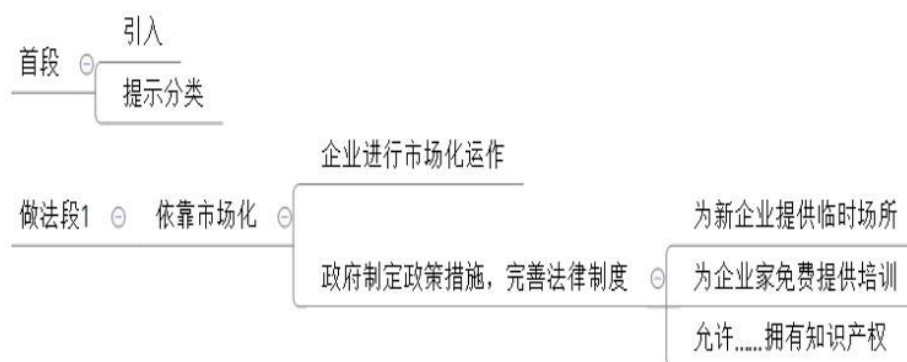 引入
首段
提示分类
企业进行市场化运作
做法段1
依靠市场化
为新企业提供临时场所
政府制定政策措施，完善法律制度
为企业家免费提供培训
允许......拥有知识产权